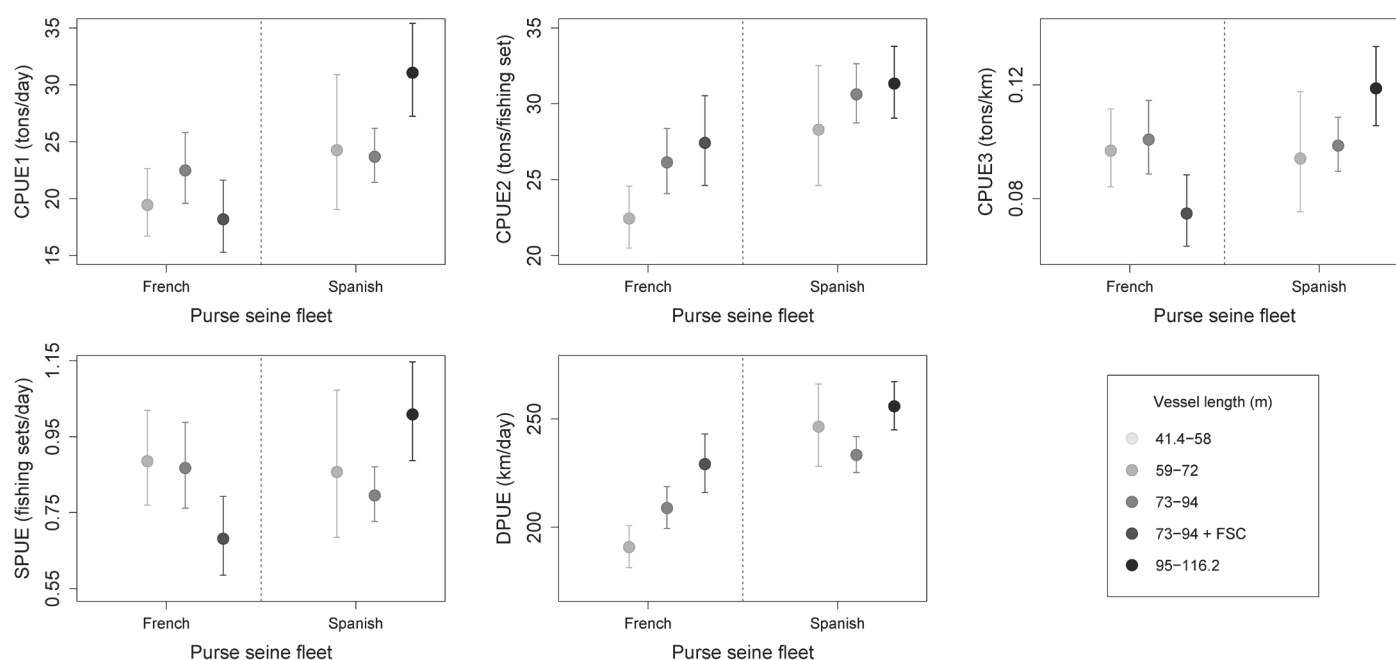 CPUE1 (tons/day)
35
30
25
20
15
French
Spanish
Purse seine fleet
CPUE2 (tons/fishing set)
35
30
25
20
French
Spanish
Purse seine fleet
CPUE3 (tons/km)
0.12
0.08
French
Spanish
Purse seine fleet
SPUE (fishing sets/day)
1.15
0.95
0.75
0.55
French
Spanish
Purse seine fleet
DPUE (km/day)
250
200
French
Spanish
Purse seine fleet
Vessel length (m)
41.4−58
59−72
73−94
73−94 + FSC
95−116.2